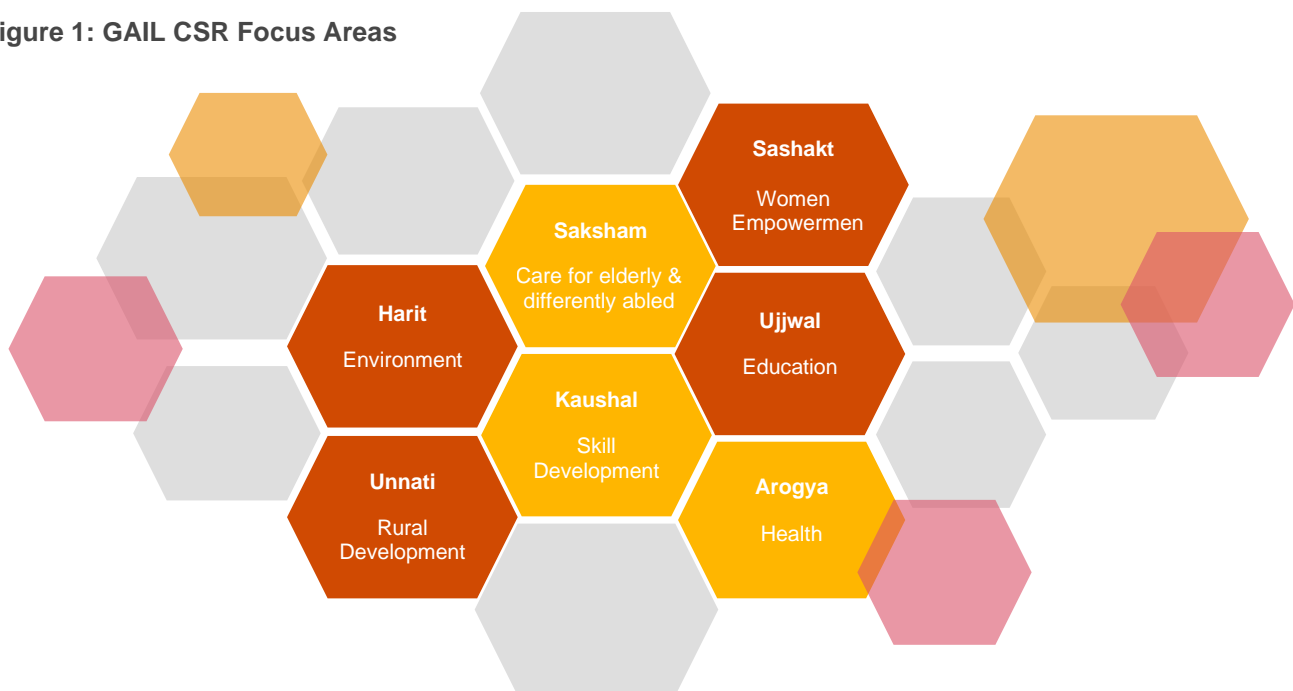 igure 1: GAIL CSR Focus Areas
Sashakt
Women
Empowermen
Saksham
Care for elderly &
differently abled
Harit
Environment
Ujjwal
Education
Kaushal
Skill
Development
Unnati
Rural
Development
Arogya
Health